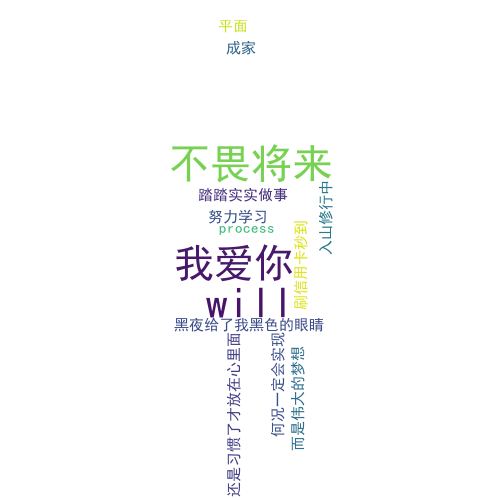 平面
成家
不畏将来
踏踏实实做事
努力学习
process
入山修行中
刷信用卡秒到
我爱你
will
黑夜给了我黑色的眼睛
还是习惯了才放在心里面
何况一定会实现
而是伟大的梦想